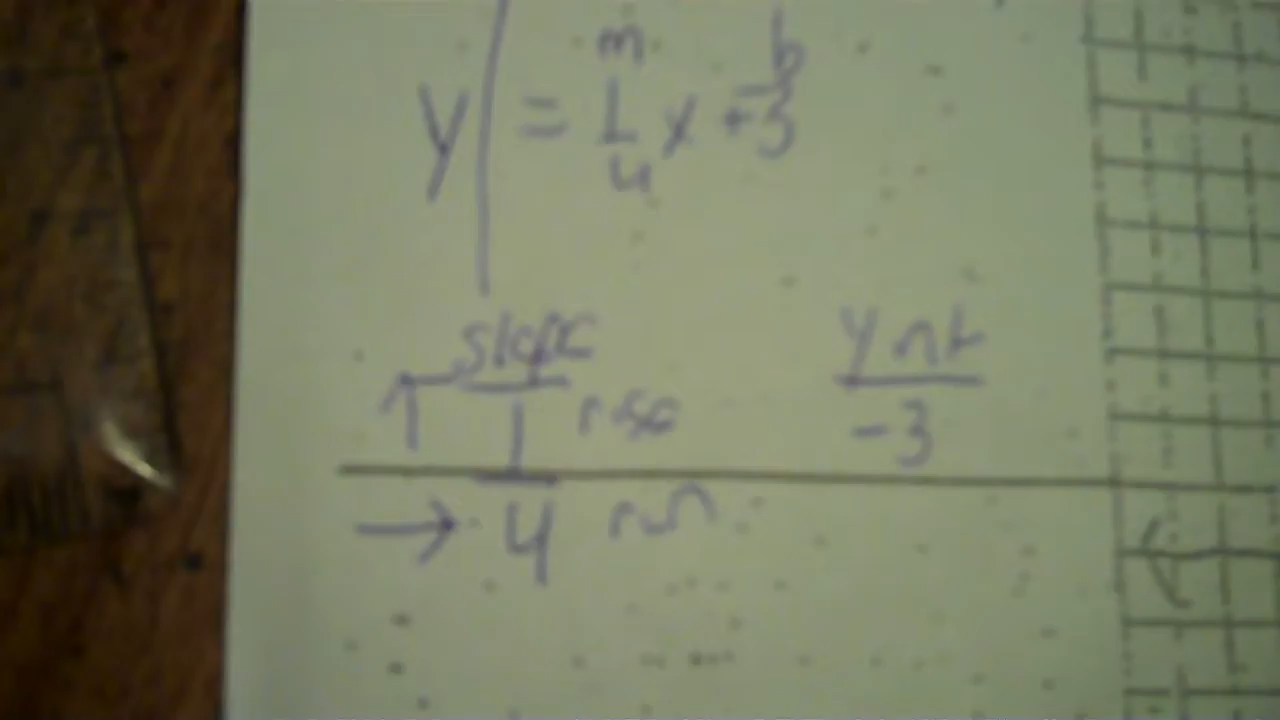 m b
y = 1/4 x + -3
slope y int
↑ 1 rise -3
→ 4 run